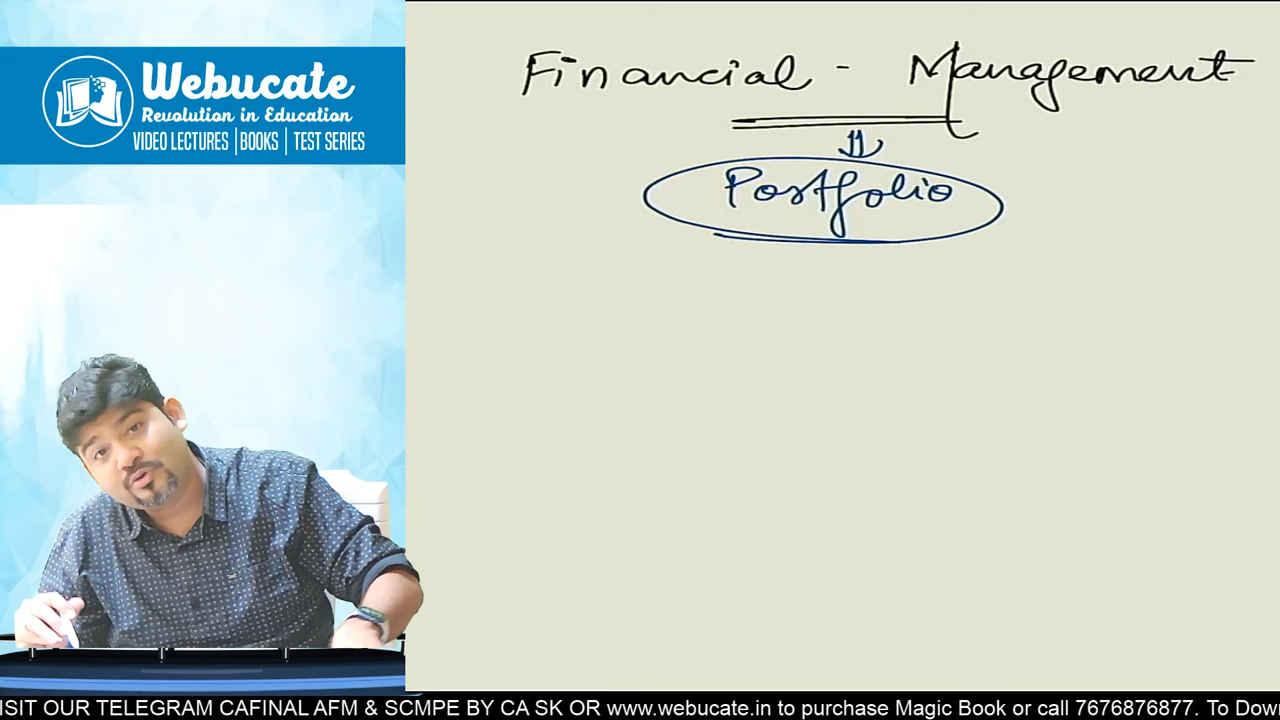 Webucate
Revolution in Education
VIDEO LECTURES | BOOKS | TEST SERIES
Financial - Management
Portfolio
ISIT OUR TELEGRAM CAFINAL AFM & SCMPE BY CA SK OR www.webucate.in to purchase Magic Book or call 7676876877. To Dow